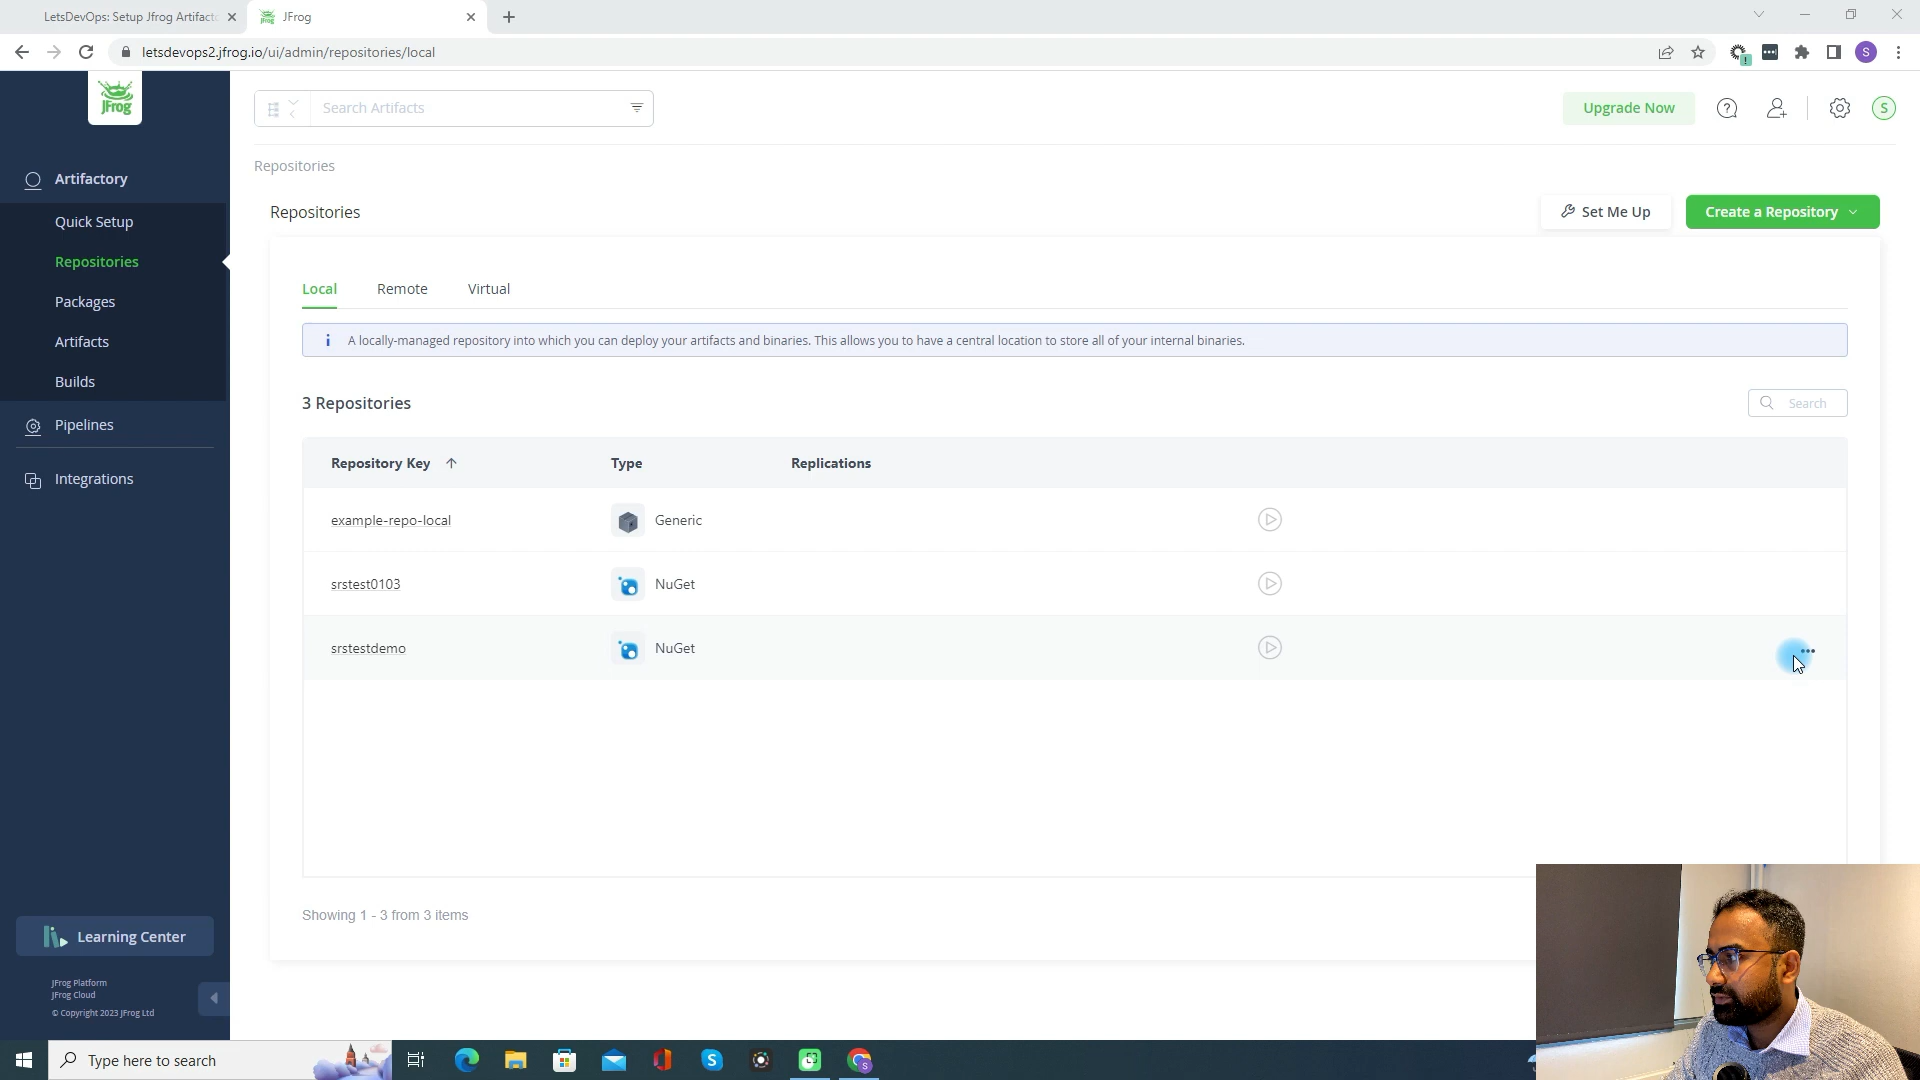 LetsDevOps: Setup Jfrog Artifact
JFrog
letsdevops2.jfrog.io/ui/admin/repositories/local
S
JFrog
Search Artifacts
Upgrade Now
S
Artifactory
Quick Setup
Repositories
Packages
Artifacts
Builds
Pipelines
Integrations
Learning Center
JFrog Platform
JFrog Cloud
© Copyright 2023 JFrog Ltd
Repositories
Repositories
Set Me Up
Create a Repository
Local
Remote
Virtual
A locally-managed repository into which you can deploy your artifacts and binaries. This allows you to have a central location to store all of your internal binaries.
3 Repositories
Search
Repository Key
Type
Replications
example-repo-local
Generic
srstest0103
NuGet
srstestdemo
NuGet
Showing 1 - 3 from 3 items
Type here to search